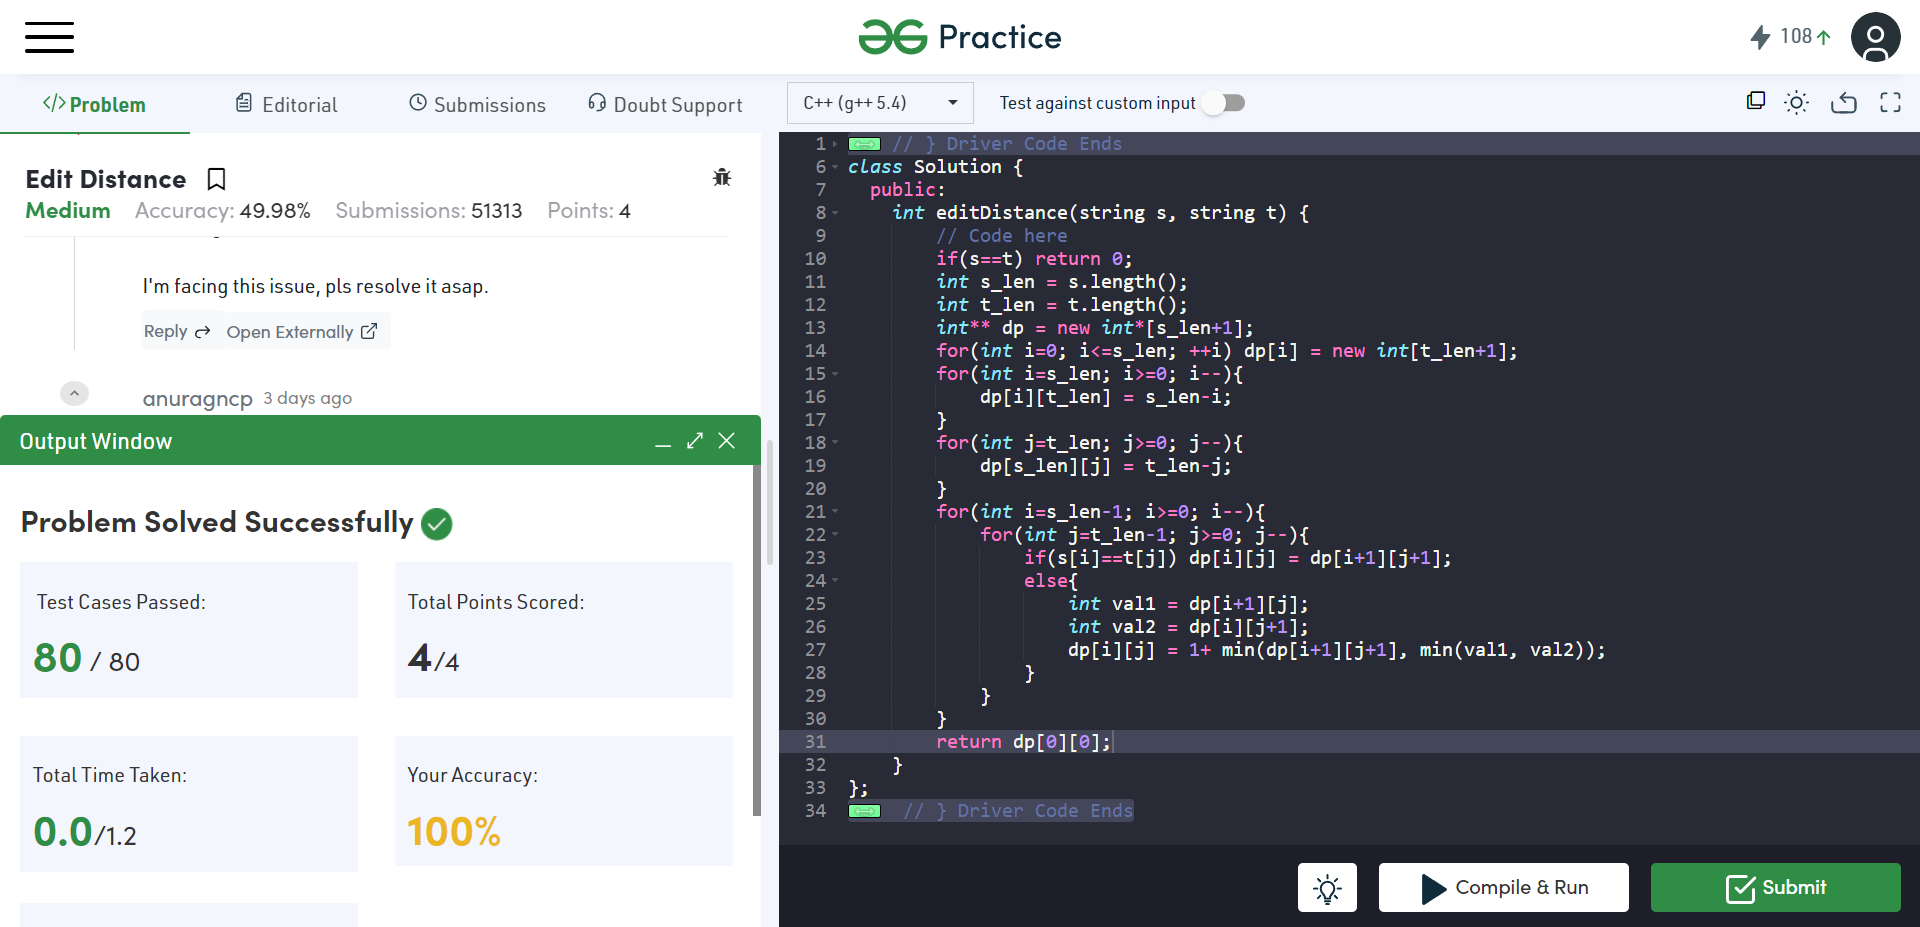 Practice
108
Problem
Editorial
Submissions
Doubt Support
C++ (g++ 5.4)
Test against custom input
Edit Distance
Medium Accuracy: 49.98% Submissions: 51313 Points: 4
I'm facing this issue, pls resolve it asap.
Reply Open Externally
anuragncp 3 days ago
Output Window
Problem Solved Successfully
Test Cases Passed:
80 / 80
Total Points Scored:
4/4
Total Time Taken:
0.0/1.2
Your Accuracy:
100%
1 // } Driver Code Ends
6 class Solution {
7 public:
8 int editDistance(string s, string t) {
9 // Code here
10 if(s==t) return 0;
11 int s_len = s.length();
12 int t_len = t.length();
13 int** dp = new int*[s_len+1];
14 for(int i=0; i<=s_len; ++i) dp[i] = new int[t_len+1];
15 for(int i=s_len; i>=0; i--){
16 dp[i][t_len] = s_len-i;
17 }
18 for(int j=t_len; j>=0; j--){
19 dp[s_len][j] = t_len-j;
20 }
21 for(int i=s_len-1; i>=0; i--){
22 for(int j=t_len-1; j>=0; j--){
23 if(s[i]==t[j]) dp[i][j] = dp[i+1][j+1];
24 else{
25 int val1 = dp[i+1][j];
26 int val2 = dp[i][j+1];
27 dp[i][j] = 1+ min(dp[i+1][j+1], min(val1, val2));
28 }
29 }
30 }
31 return dp[0][0];
32 }
33 };
34 // } Driver Code Ends
Compile & Run
Submit